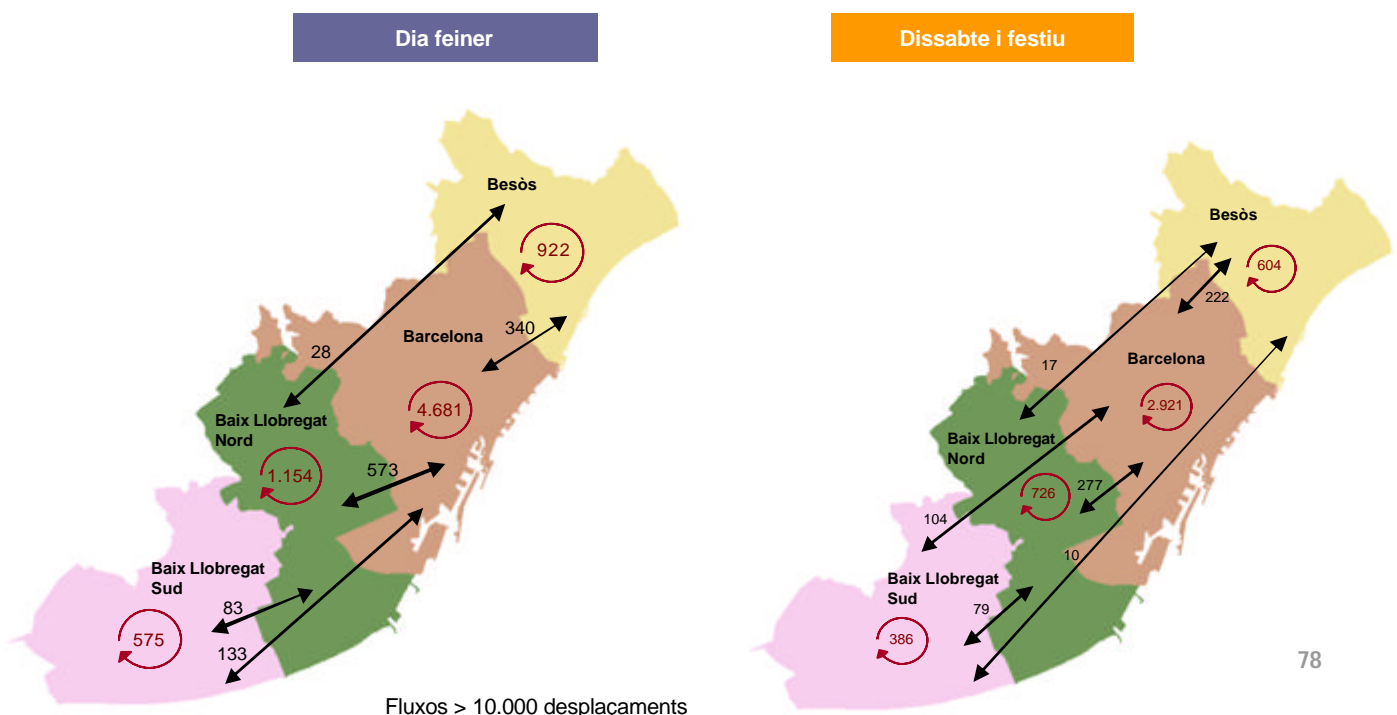 Dia feiner
Dissabte i festiu
Besòs
922
340
Barcelona
28
4.681
Baix Llobregat
Nord
1.154
573
Baix Llobregat
Sud
83
575
133
Besòs
604
222
17
Barcelona
2.921
Baix Llobregat
Nord
726
277
104
10
Baix Llobregat
Sud
79
386
78
Fluxos > 10.000 desplaçaments